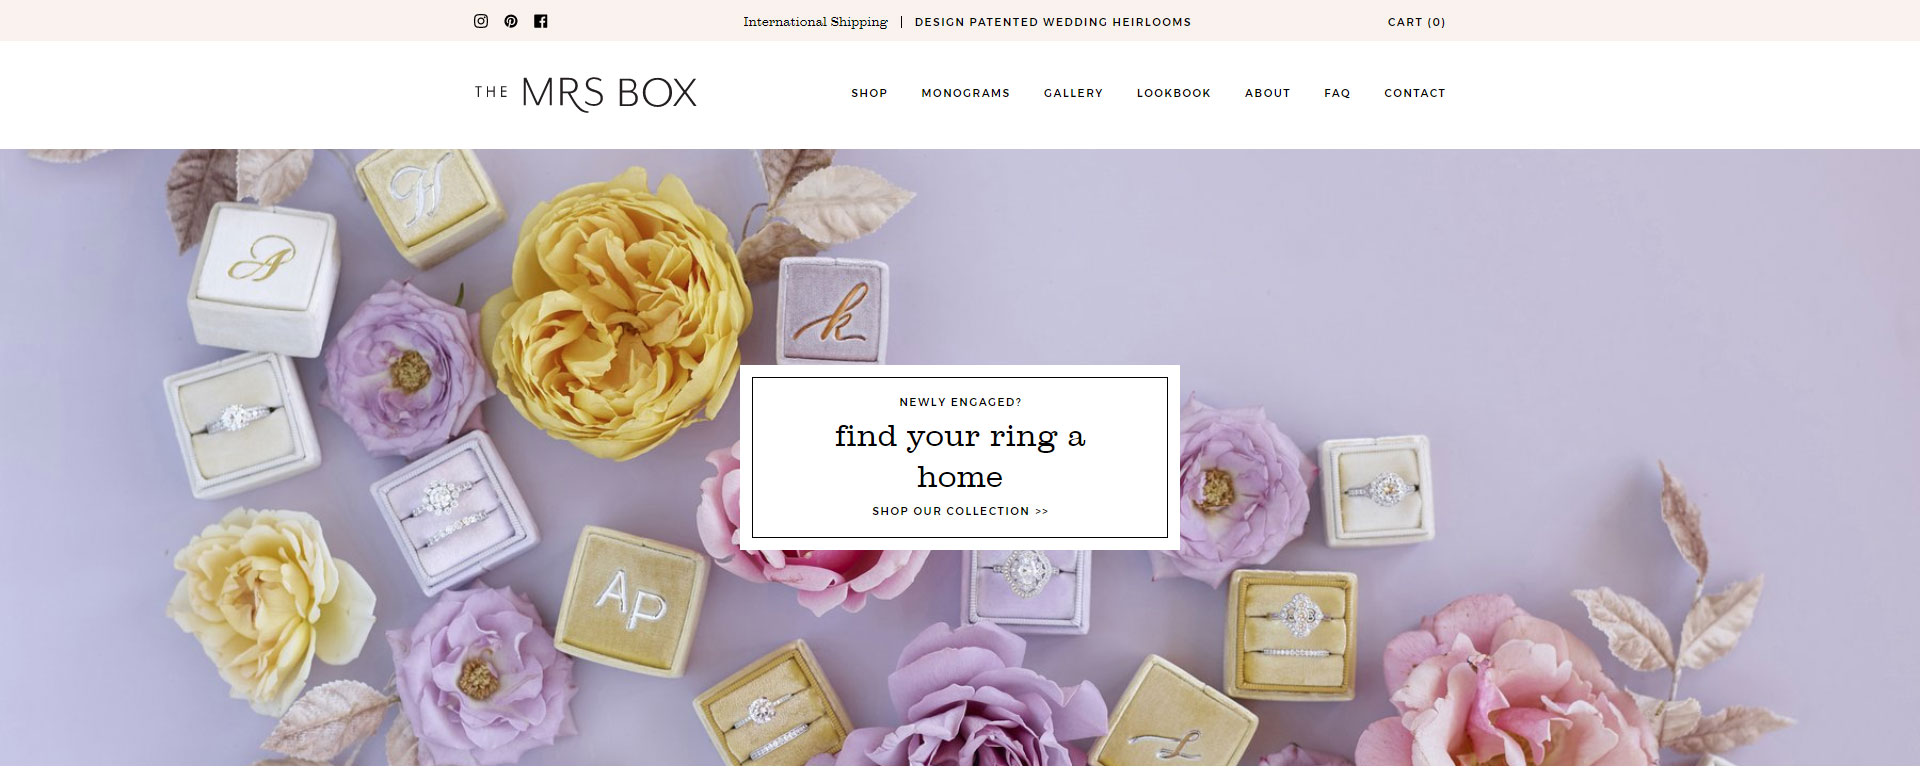 International Shipping | DESIGN PATENTED WEDDING HEIRLOOMS
CART (0)
THE MRS BOX
SHOP MONOGRAMS GALLERY LOOKBOOK ABOUT FAQ CONTACT
H
A
k
NEWLY ENGAGED?
find your ring a
home
SHOP OUR COLLECTION >>
AP
L